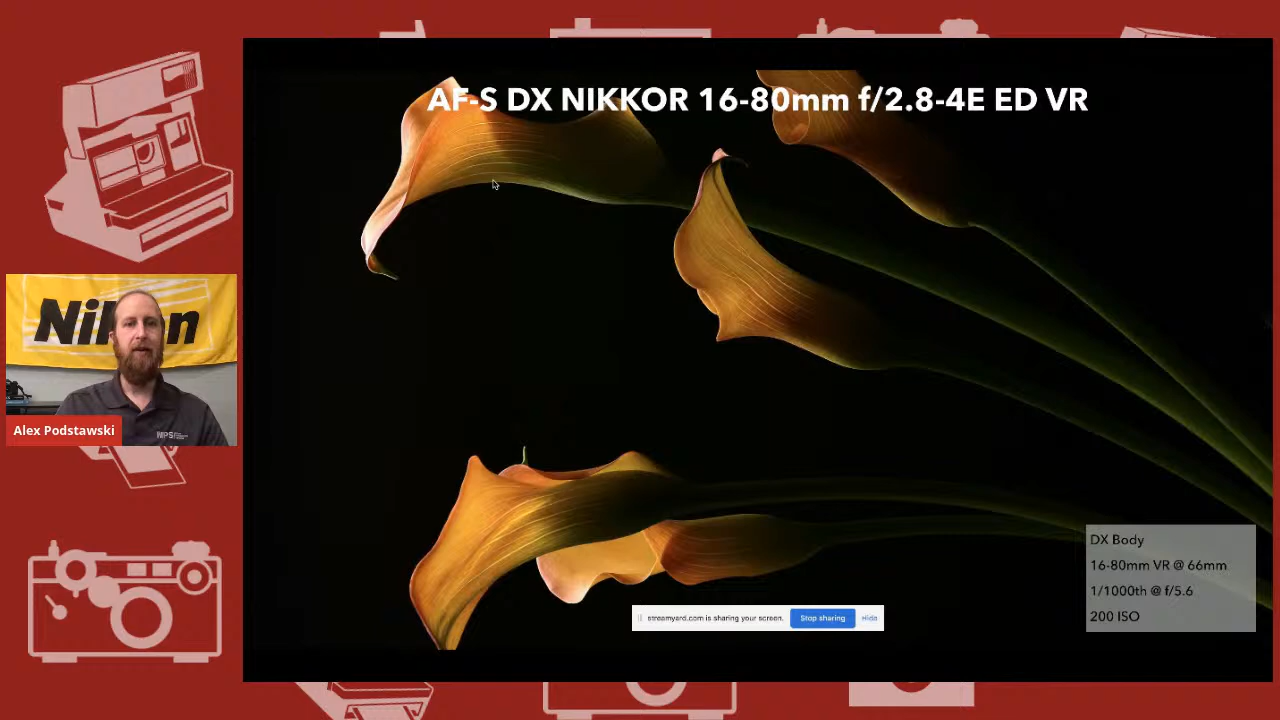 AF-S DX NIKKOR 16-80mm f/2.8-4E ED VR
Nikon
NPS
Alex Podstawski
DX Body
16-80mm VR @ 66mm
1/1000th @ f/5.6
200 ISO
streamyard.com is sharing your screen. Stop sharing Hide